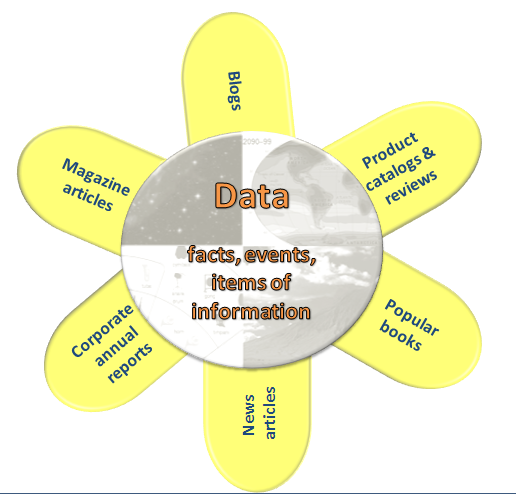 Blogs
Product
catalogs &
reviews
Popular
books
News
articles
Corporate
annual
reports
Magazine
articles
2090-99
Data
facts, events,
items of
information